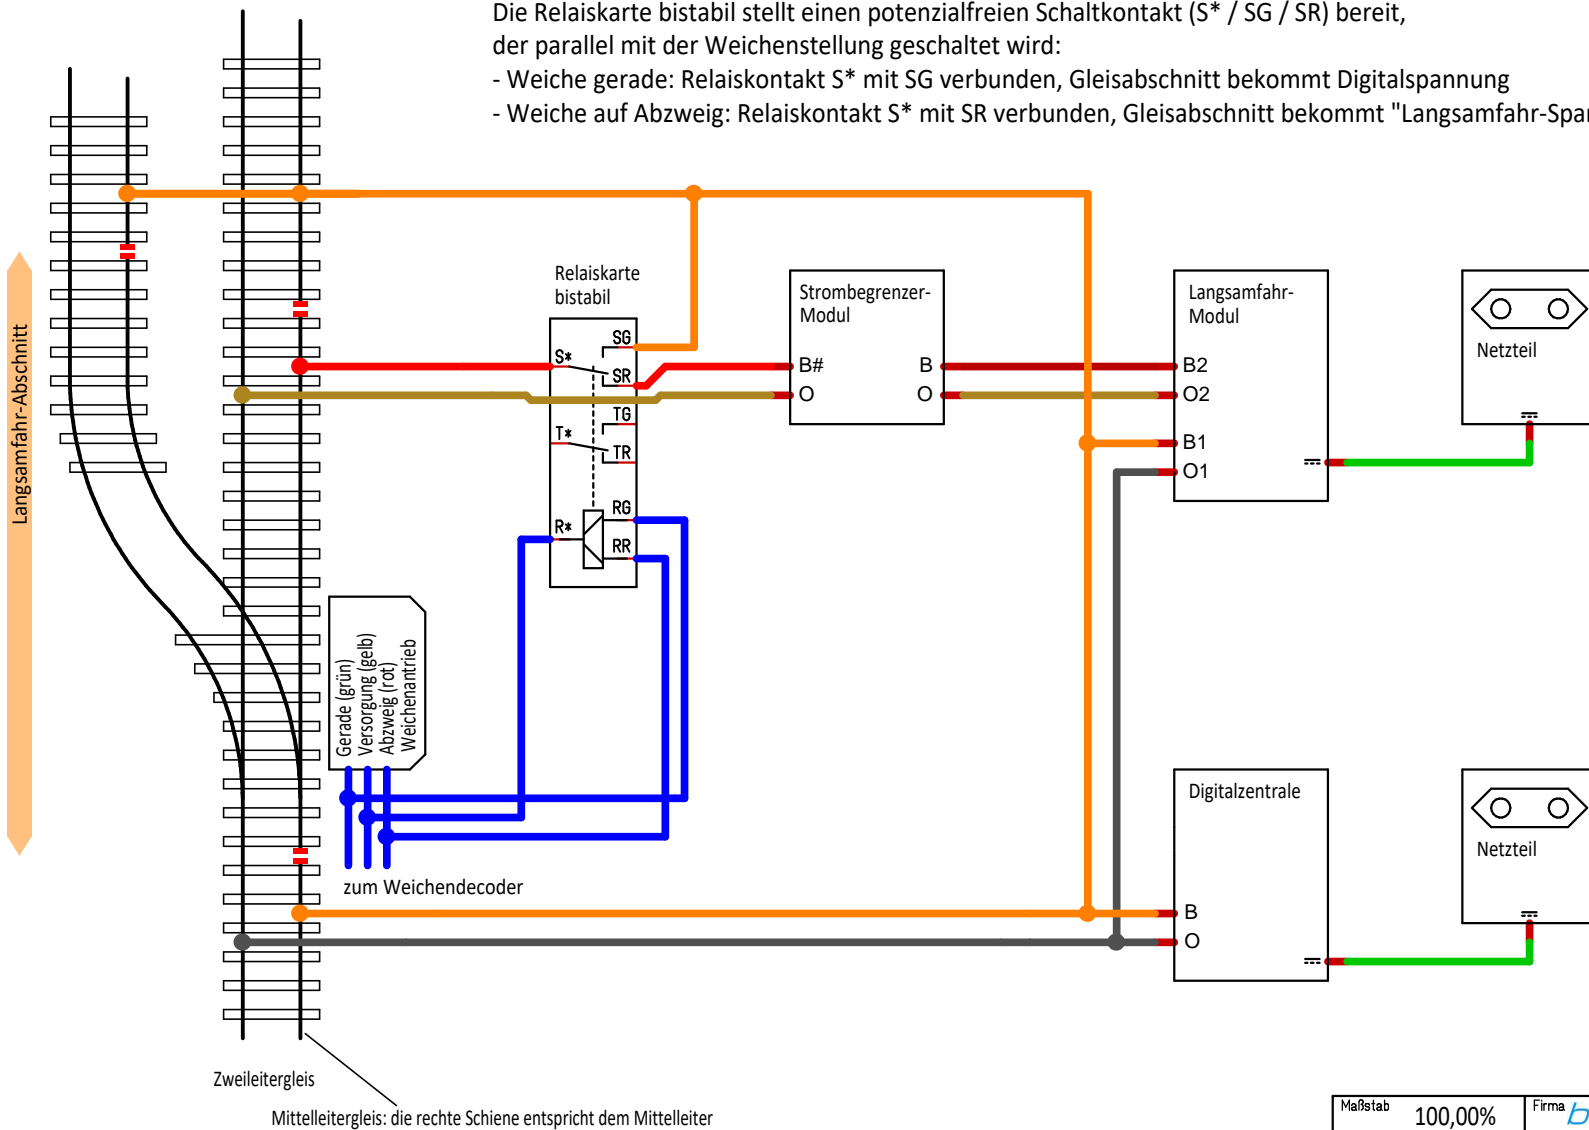 Die Relaiskarte bistabil stellt einen potenzialfreien Schaltkontakt (S* / SG / SR) bereit,
der parallel mit der Weichenstellung geschaltet wird:
- Weiche gerade: Relaiskontakt S* mit SG verbunden, Gleisabschnitt bekommt Digitalspannung
- Weiche auf Abzweig: Relaiskontakt S* mit SR verbunden, Gleisabschnitt bekommt "Langsamfahr-Span
Langsamfahr-Abschnitt
Relaiskarte
bistabil
S*
SG
SR
T*
TG
TR
R*
RG
RR
Strombegrenzer-
Modul
B#
O
B
O
Langsamfahr-
Modul
B2
O2
B1
O1
Netzteil
Gerade (grün)
Versorgung (gelb)
Abzweig (rot)
Weichenantrieb
zum Weichendecoder
Digitalzentrale
B
O
Netzteil
Zweileitergleis
Mittelleitergleis: die rechte Schiene entspricht dem Mittelleiter
Maßstab
100,00%
Firma